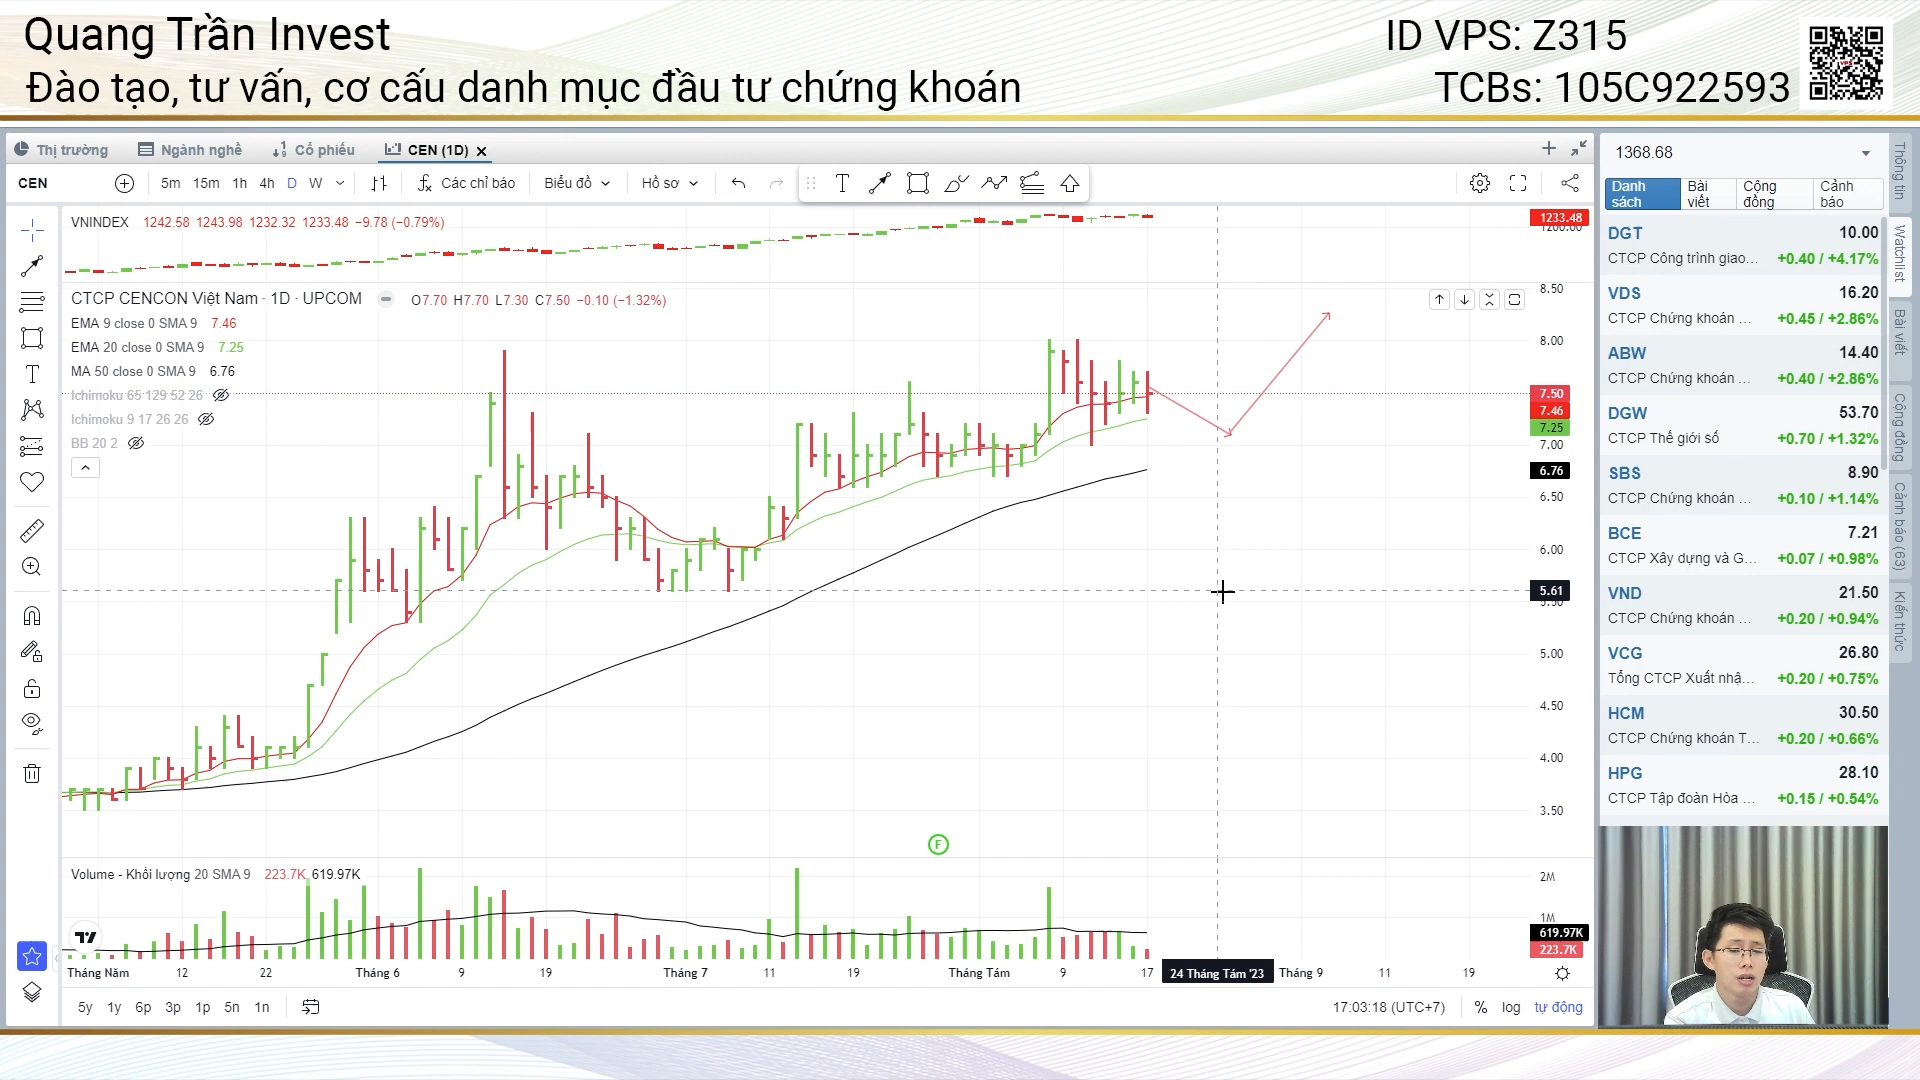 Quang Trần Invest
Đào tạo, tư vấn, cơ cấu danh mục đầu tư chứng khoán
ID VPS: Z315
TCBs: 105C922593
Thị trường
Ngành nghề
Cổ phiếu
CEN (1D)
CEN
5m 15m 1h 4h D W
Các chỉ báo
Biểu đồ
Hồ sơ
VNINDEX 1242.58 1243.98 1232.32 1233.48 −9.78 (−0.79%)
1233.48
1200.00
CTCP CENCON Việt Nam · 1D · UPCOM O7.70 H7.70 L7.30 C7.50 −0.10 (−1.32%)
EMA 9 close 0 SMA 9 7.46
EMA 20 close 0 SMA 9 7.25
MA 50 close 0 SMA 9 6.76
Ichimoku 65 129 52 26
Ichimoku 9 17 26 26
BB 20 2
8.50
8.00
7.50
7.46
7.25
7.00
6.76
6.50
6.00
5.61
5.50
5.00
4.50
4.00
3.50
F
Volume - Khối lượng 20 SMA 9 223.7K 619.97K
2M
1M
619.97K
223.7K
Tháng Năm 12 22 Tháng 6 9 19 Tháng 7 11 19 Tháng Tám 9 17 24 Tháng Tám '23 Tháng 9 11 19
5y 1y 6p 3p 1p 5n 1n
17:03:18 (UTC+7) % log tự động
1368.68
Danh sách
Bài viết
Cộng đồng
Cảnh báo
DGT 10.00
CTCP Công trình giao... +0.40 / +4.17%
VDS 16.20
CTCP Chứng khoán ... +0.45 / +2.86%
ABW 14.40
CTCP Chứng khoán ... +0.40 / +2.86%
DGW 53.70
CTCP Thế giới số +0.70 / +1.32%
SBS 8.90
CTCP Chứng khoán ... +0.10 / +1.14%
BCE 7.21
CTCP Xây dựng và G... +0.07 / +0.98%
VND 21.50
CTCP Chứng khoán ... +0.20 / +0.94%
VCG 26.80
Tổng CTCP Xuất nhậ... +0.20 / +0.75%
HCM 30.50
CTCP Chứng khoán T... +0.20 / +0.66%
HPG 28.10
CTCP Tập đoàn Hòa ... +0.15 / +0.54%
Thông tin
Watchlist
Bài viết
Cộng đồng
Cảnh báo (63)
Kiến thức